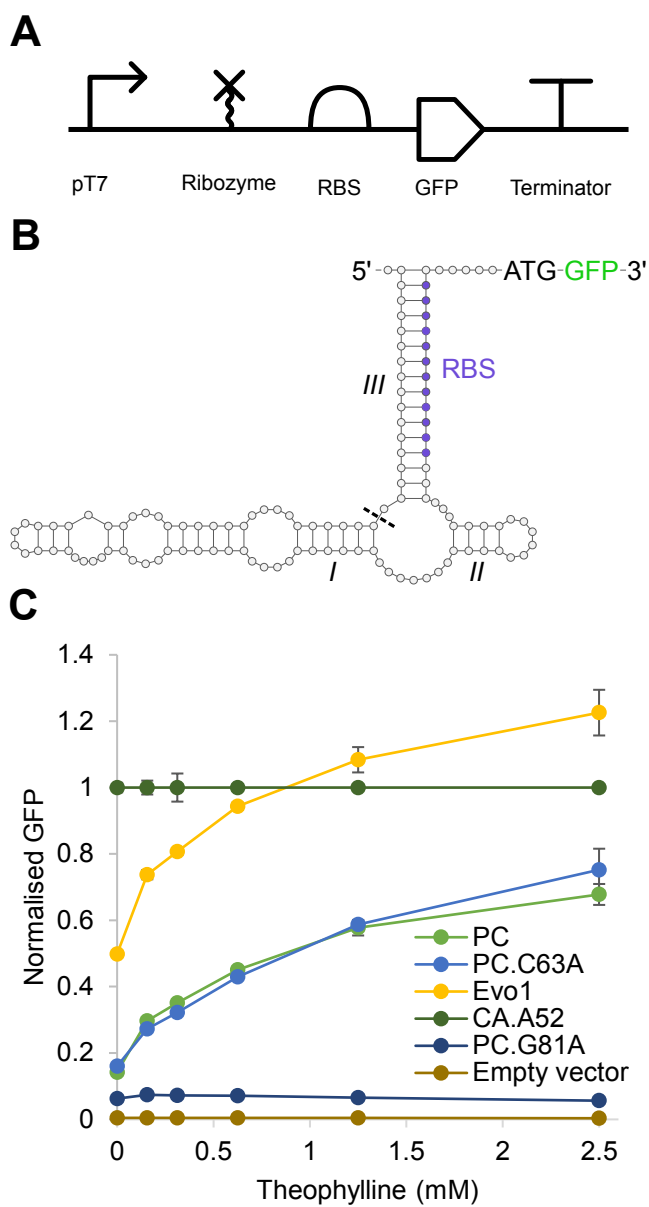 A
pT7 Ribozyme RBS GFP Terminator
B
5' ATG-GFP-3'
III RBS
I II
C
1.4
1.2
1
0.8
0.6
0.4
0.2
0
Normalised GFP
PC
PC.C63A
Evo1
CA.A52
PC.G81A
Empty vector
0 0.5 1 1.5 2 2.5
Theophylline (mM)